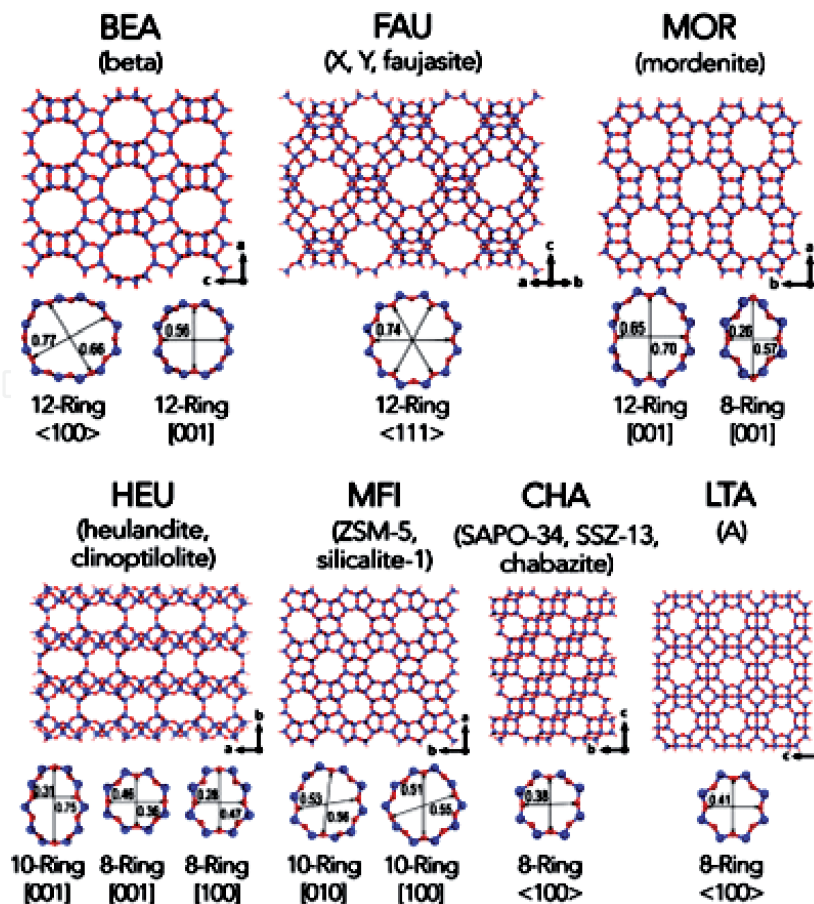 BEA
(beta)
FAU
(X, Y, faujasite)
MOR
(mordenite)
a
c
c
a
b
a
b
0.77
0.66
0.56
0.74
0.65
0.70
0.26
0.57
12-Ring
<100>
12-Ring
[001]
12-Ring
<111>
12-Ring
[001]
8-Ring
[001]
HEU
(heulandite,
clinoptilolite)
MFI
(ZSM-5,
silicalite-1)
CHA
(SAPO-34, SSZ-13,
chabazite)
LTA
(A)
b
a
a
b
c
b
c
0.31
0.75
0.46
0.36
0.28
0.47
0.53
0.56
0.51
0.55
0.38
0.41
10-Ring
[001]
8-Ring
[001]
8-Ring
[100]
10-Ring
[010]
10-Ring
[100]
8-Ring
<100>
8-Ring
<100>